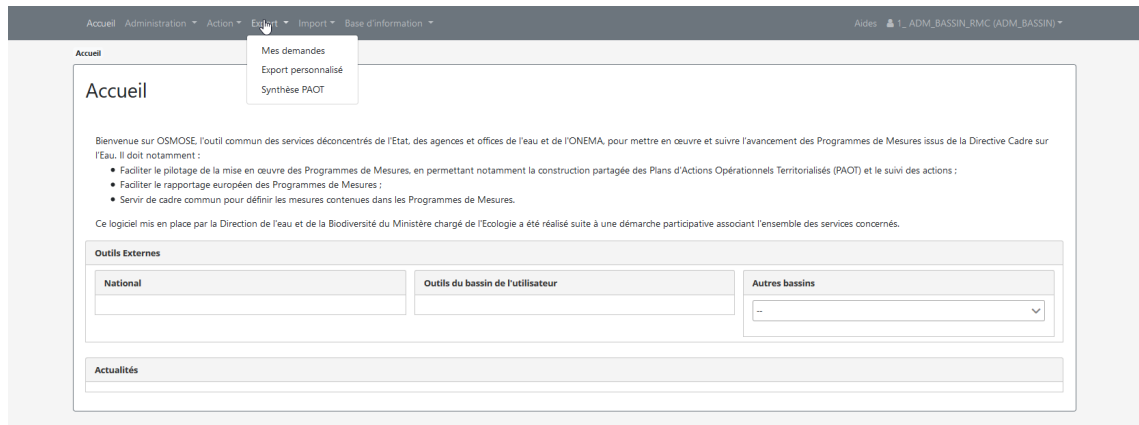 Accueil Administration Action Export Import Base d'information Aides 1_ ADM_BASSIN_RMC (ADM_BASSIN)
Mes demandes
Export personnalisé
Synthèse PAOT
Accueil
Accueil
Bienvenue sur OSMOSE, l'outil commun des services déconcentrés de l'Etat, des agences et offices de l'eau et de l'ONEMA, pour mettre en œuvre et suivre l'avancement des Programmes de Mesures issus de la Directive Cadre sur
l'Eau. Il doit notamment :
• Faciliter le pilotage de la mise en œuvre des Programmes de Mesures, en permettant notamment la construction partagée des Plans d'Actions Opérationnels Territorialisés (PAOT) et le suivi des actions ;
• Faciliter le rapportage européen des Programmes de Mesures ;
• Servir de cadre commun pour définir les mesures contenues dans les Programmes de Mesures.
Ce logiciel mis en place par la Direction de l'eau et de la Biodiversité du Ministère chargé de l'Ecologie a été réalisé suite à une démarche participative associant l'ensemble des services concernés.
Outils Externes
National
Outils du bassin de l'utilisateur
Autres bassins
--
Actualités